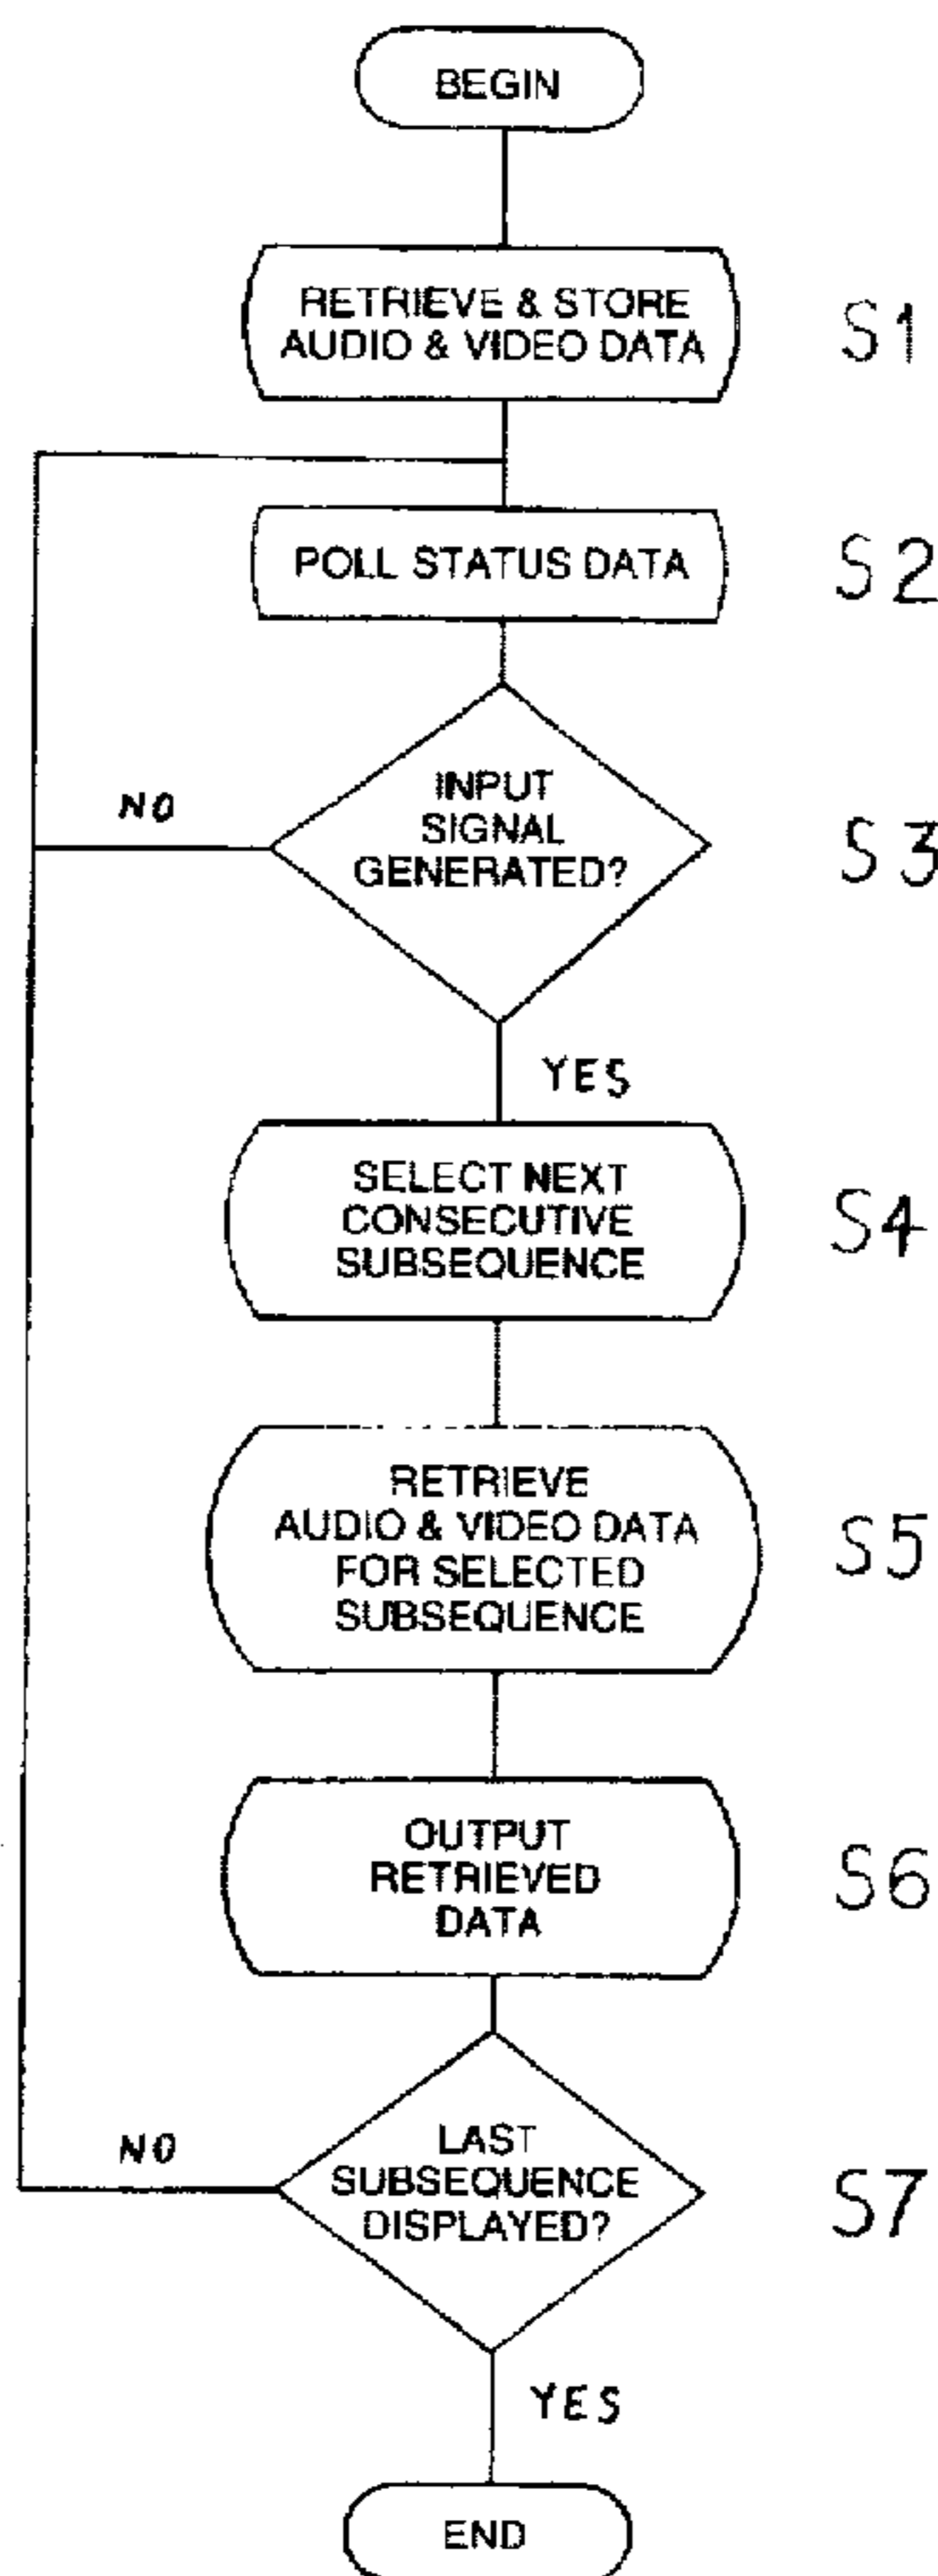 BEGIN
RETRIEVE & STORE
AUDIO & VIDEO DATA
S1
POLL STATUS DATA
S2
INPUT
SIGNAL
GENERATED?
S3
NO
YES
SELECT NEXT
CONSECUTIVE
SUBSEQUENCE
S4
RETRIEVE
AUDIO & VIDEO DATA
FOR SELECTED
SUBSEQUENCE
S5
OUTPUT
RETRIEVED
DATA
S6
LAST
SUBSEQUENCE
DISPLAYED?
S7
NO
YES
END